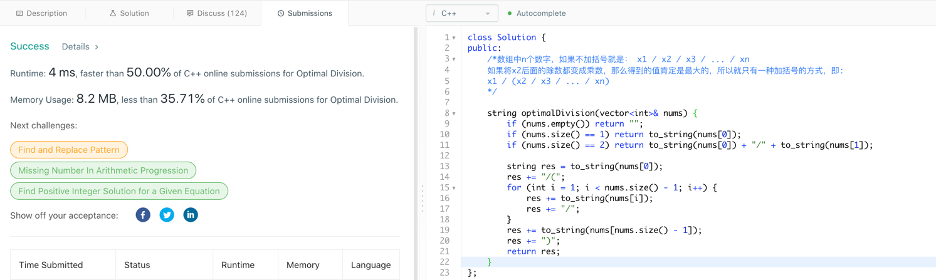 Description
Solution
Discuss (124)
Submissions
Success Details >
Runtime: 4 ms, faster than 50.00% of C++ online submissions for Optimal Division.
Memory Usage: 8.2 MB, less than 35.71% of C++ online submissions for Optimal Division.
Next challenges:
Find and Replace Pattern
Missing Number In Arithmetic Progression
Find Positive Integer Solution for a Given Equation
Show off your acceptance:
Time Submitted Status Runtime Memory Language
i C++ Autocomplete
1 class Solution {
2 public:
3 /*数组中n个数字，如果不加括号就是： x1 / x2 / x3 / ... / xn
4 如果将x2后面的除数都变成乘数，那么得到的值肯定是最大的，所以就只有一种加括号的方式，即：
5 x1 / (x2 / x3 / ... / xn)
6 */
7
8 string optimalDivision(vector<int>& nums) {
9 if (nums.empty()) return "";
10 if (nums.size() == 1) return to_string(nums[0]);
11 if (nums.size() == 2) return to_string(nums[0]) + "/" + to_string(nums[1]);
12
13 string res = to_string(nums[0]);
14 res += "/(";
15 for (int i = 1; i < nums.size() - 1; i++) {
16 res += to_string(nums[i]);
17 res += "/";
18 }
19 res += to_string(nums[nums.size() - 1]);
20 res += ")";
21 return res;
22 }
23 };